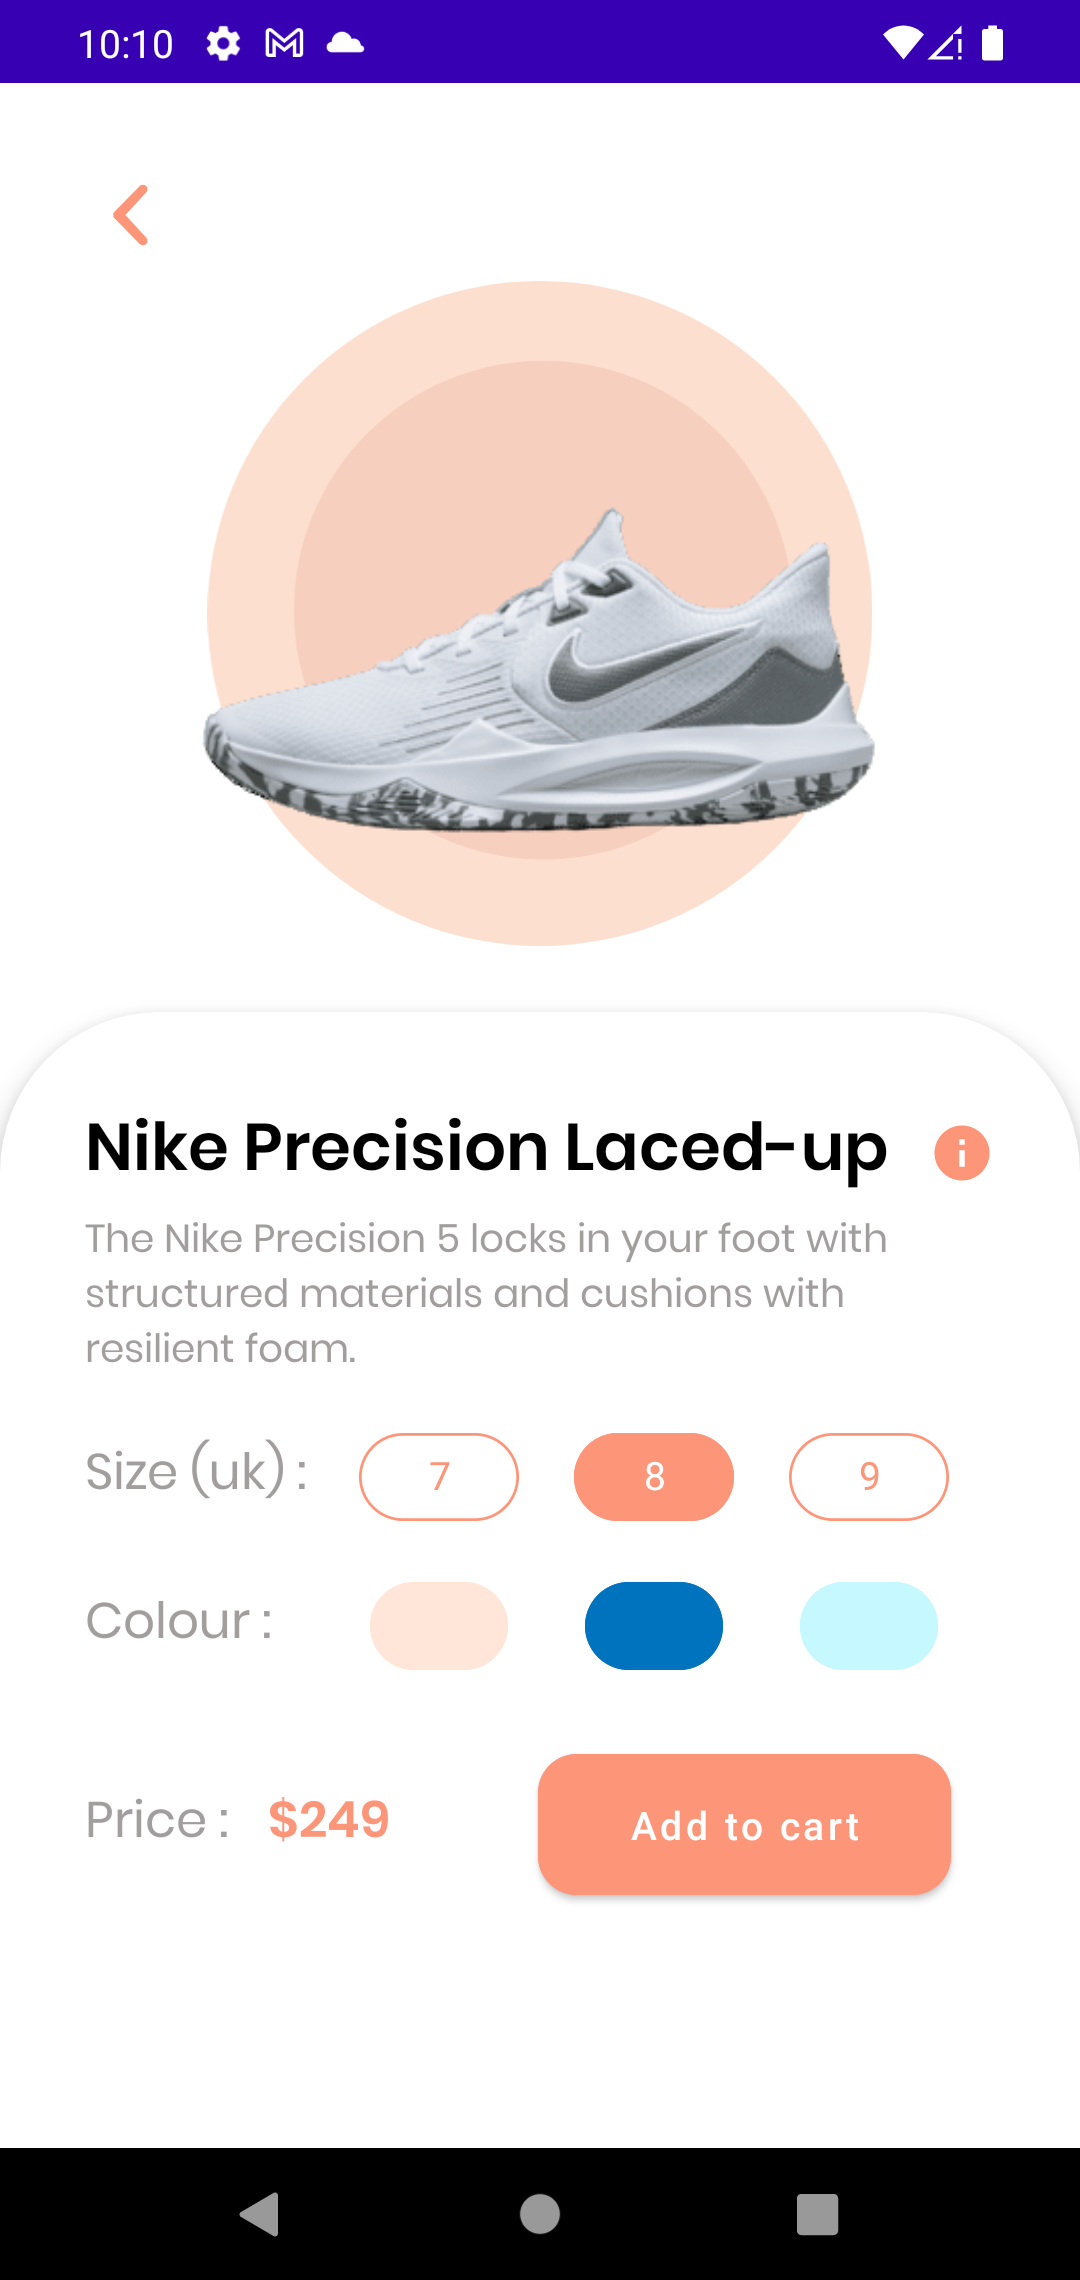 10:10
Nike Precision Laced-up
The Nike Precision 5 locks in your foot with
structured materials and cushions with
resilient foam.
Size (uk) : 7 8 9
Colour :
Price : $249 Add to cart